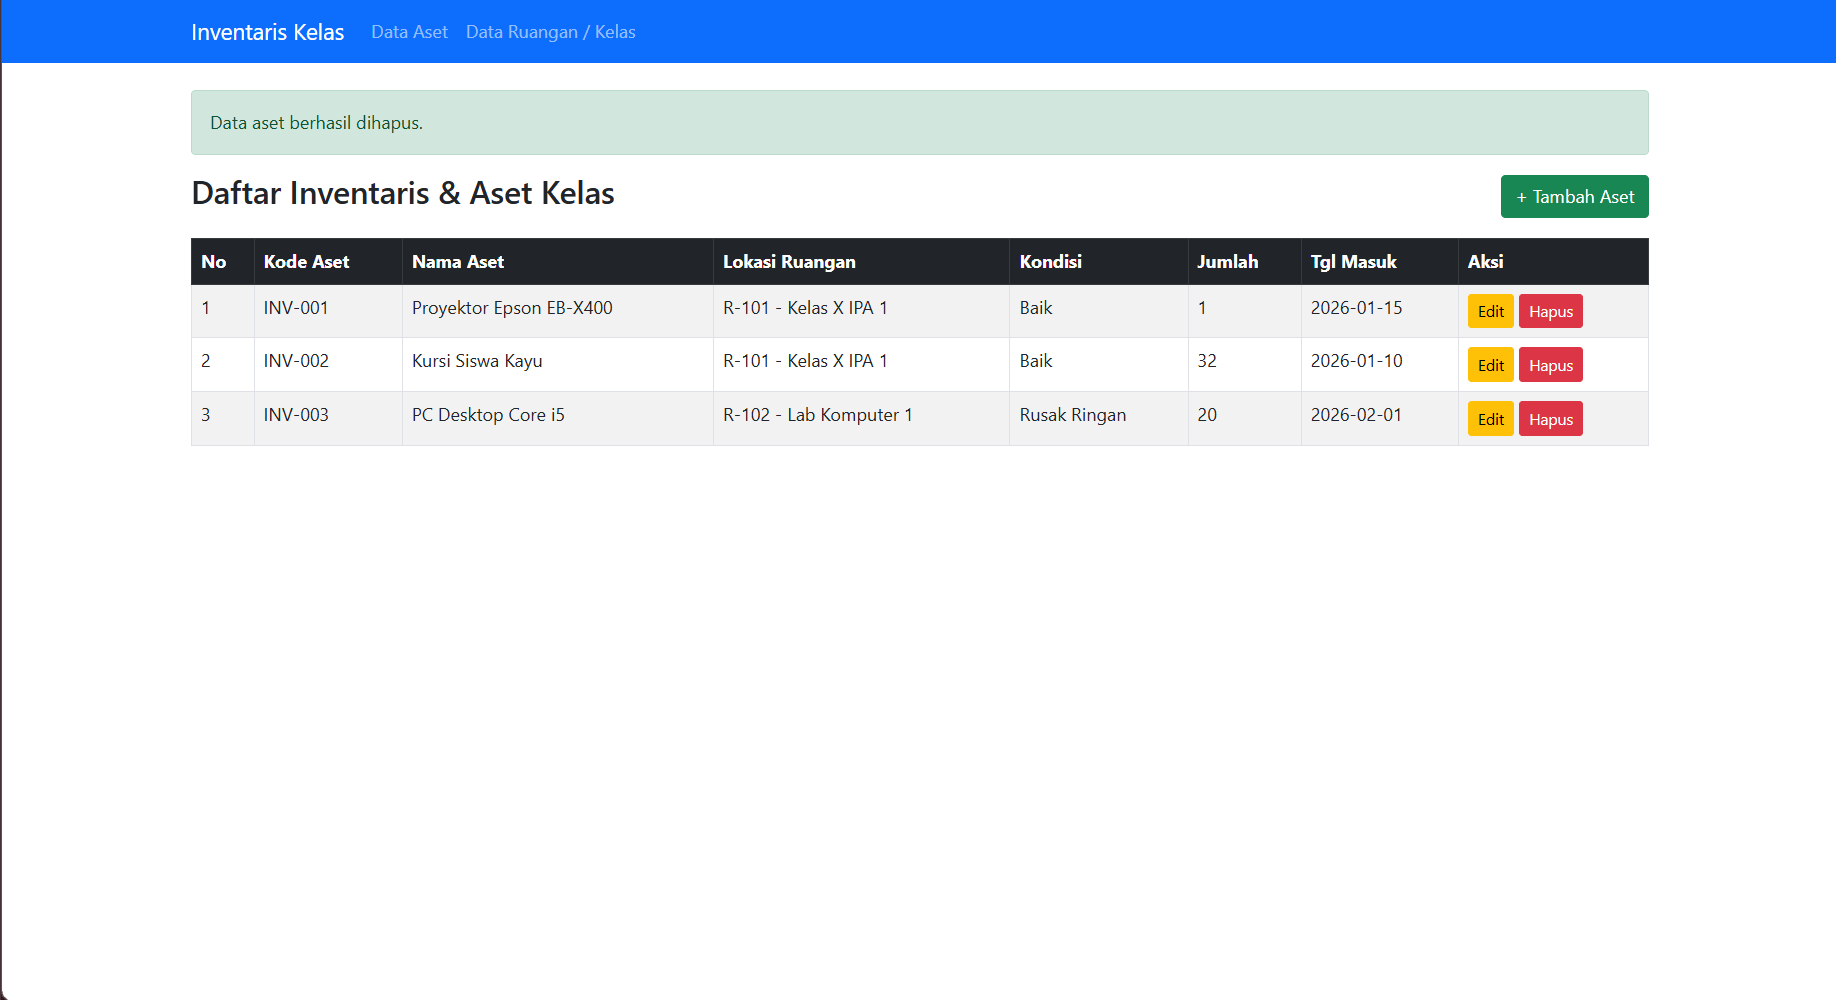 Inventaris Kelas Data Aset Data Ruangan / Kelas
Data aset berhasil dihapus.
Daftar Inventaris & Aset Kelas
+ Tambah Aset
No Kode Aset Nama Aset Lokasi Ruangan Kondisi Jumlah Tgl Masuk Aksi
1 INV-001 Proyektor Epson EB-X400 R-101 - Kelas X IPA 1 Baik 1 2026-01-15 Edit Hapus
2 INV-002 Kursi Siswa Kayu R-101 - Kelas X IPA 1 Baik 32 2026-01-10 Edit Hapus
3 INV-003 PC Desktop Core i5 R-102 - Lab Komputer 1 Rusak Ringan 20 2026-02-01 Edit Hapus